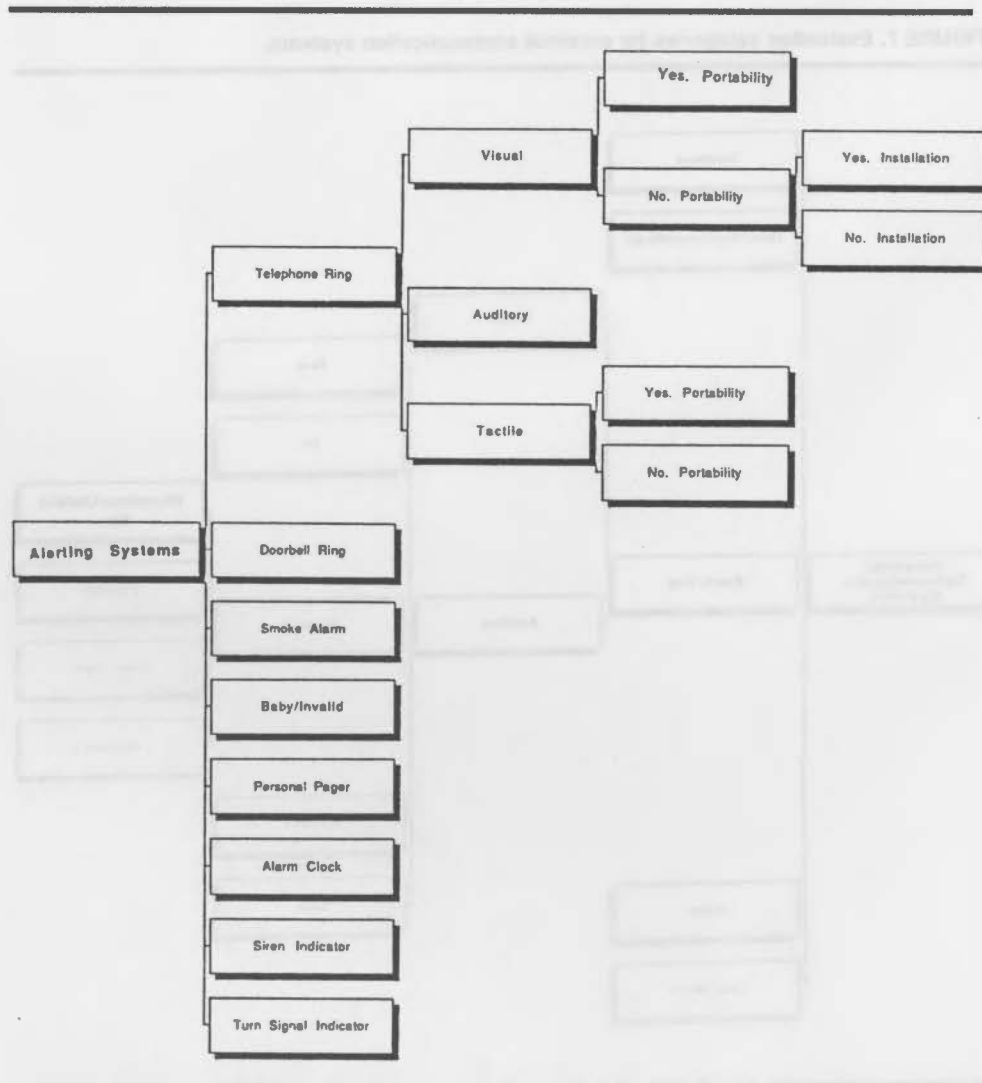 Yes. Portability
Visual
Yes. Installation
No. Portability
No. Installation
Telephone Ring
Auditory
Yes. Portability
Tactile
No. Portability
Alerting Systems
Doorbell Ring
Smoke Alarm
Baby/Invalid
Personal Pager
Alarm Clock
Siren Indicator
Turn Signal Indicator